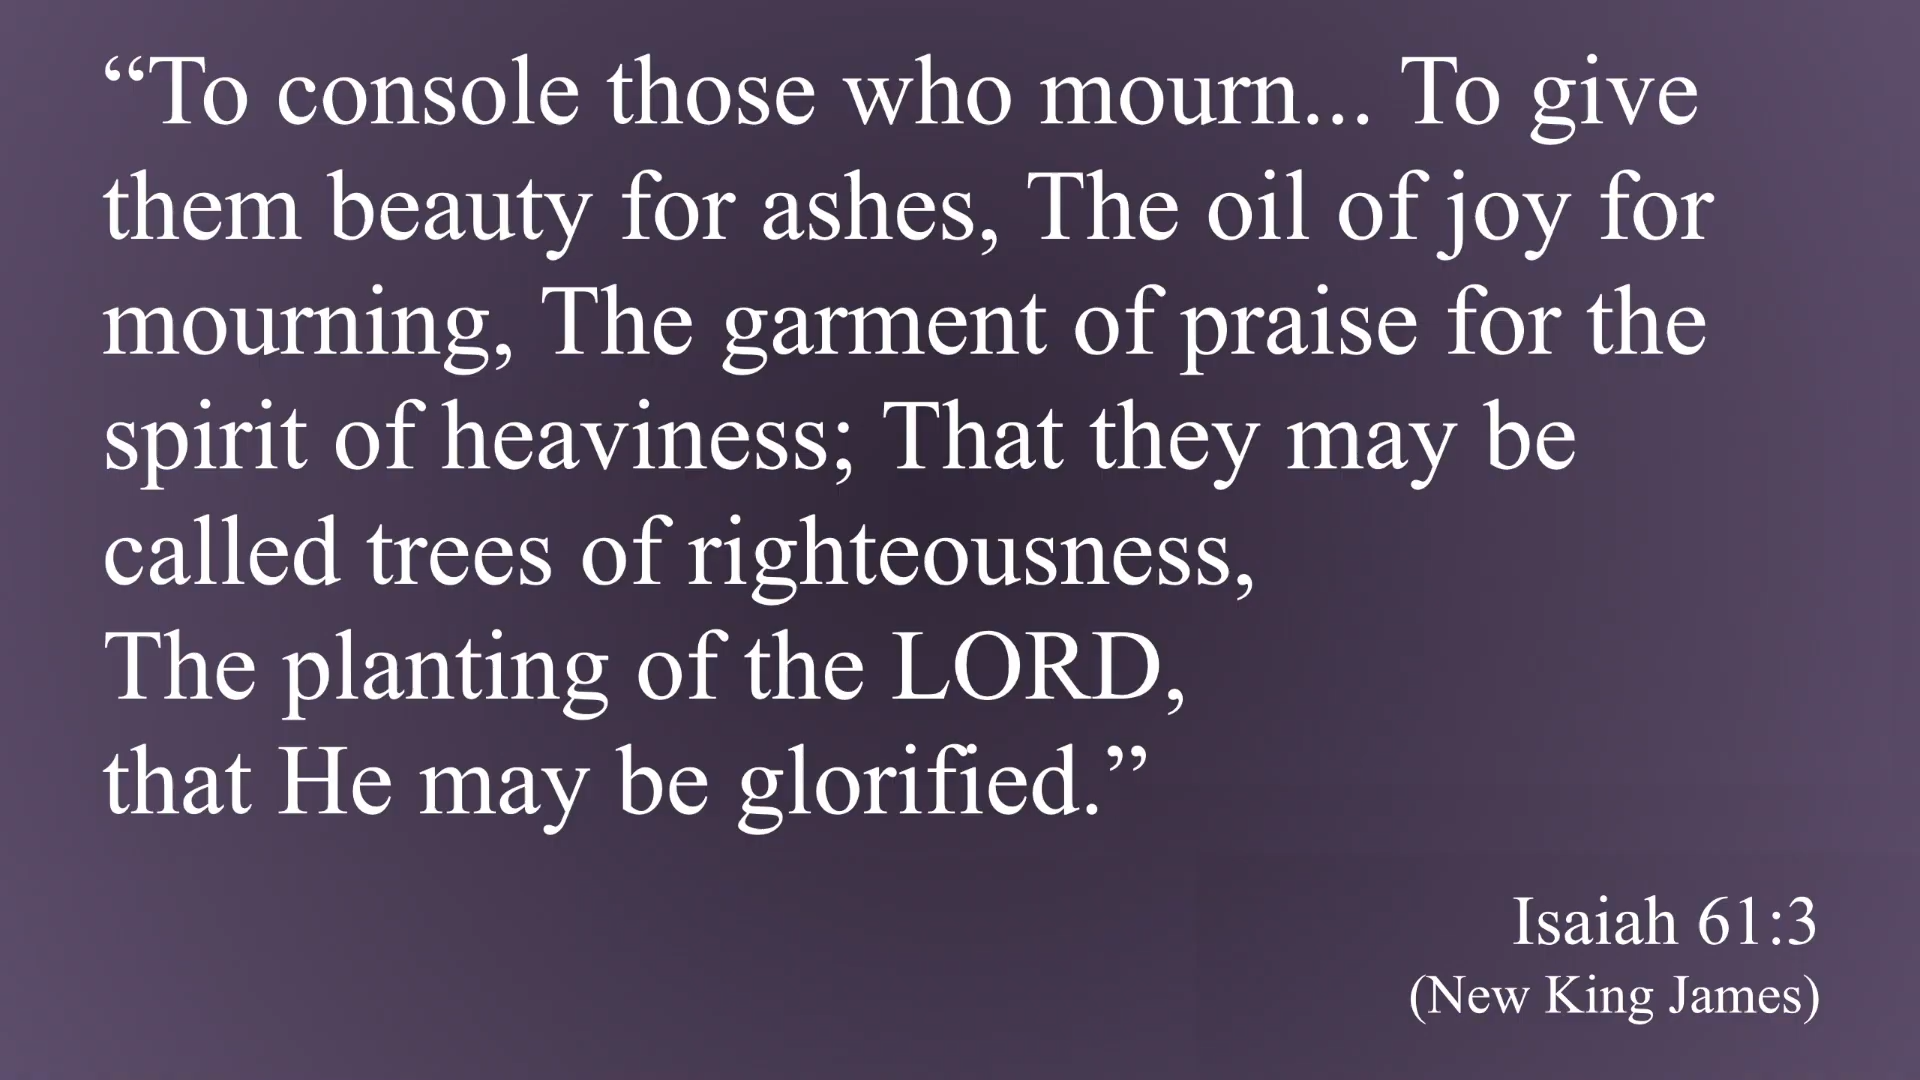 “To console those who mourn... To give
them beauty for ashes, The oil of joy for
mourning, The garment of praise for the
spirit of heaviness; That they may be
called trees of righteousness,
The planting of the LORD,
that He may be glorified.”
Isaiah 61:3
(New King James)